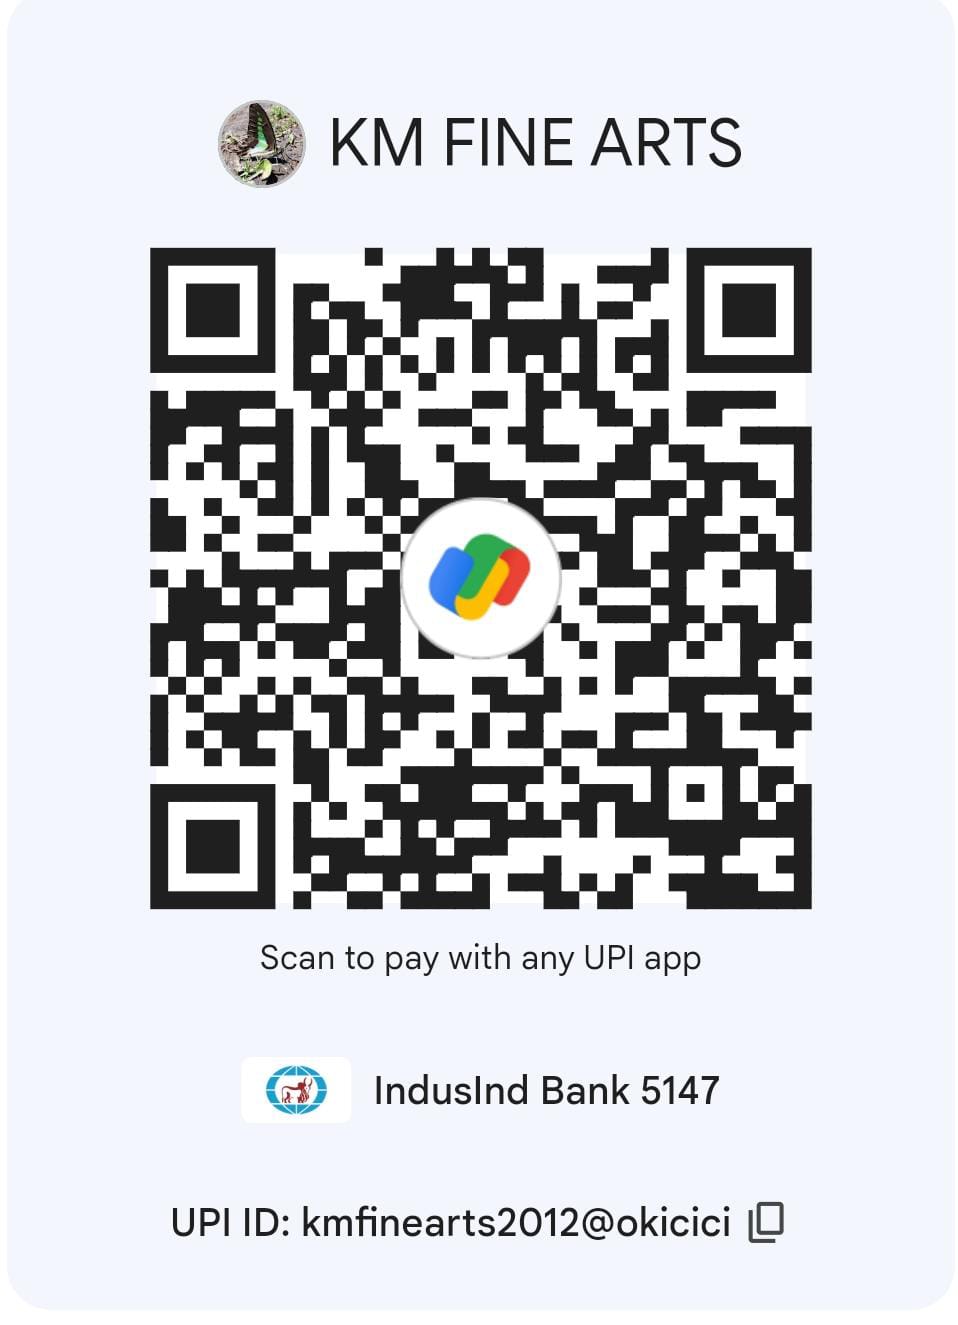 KM FINE ARTS
Scan to pay with any UPI app
IndusInd Bank 5147
UPI ID: kmfinearts2012@okicici